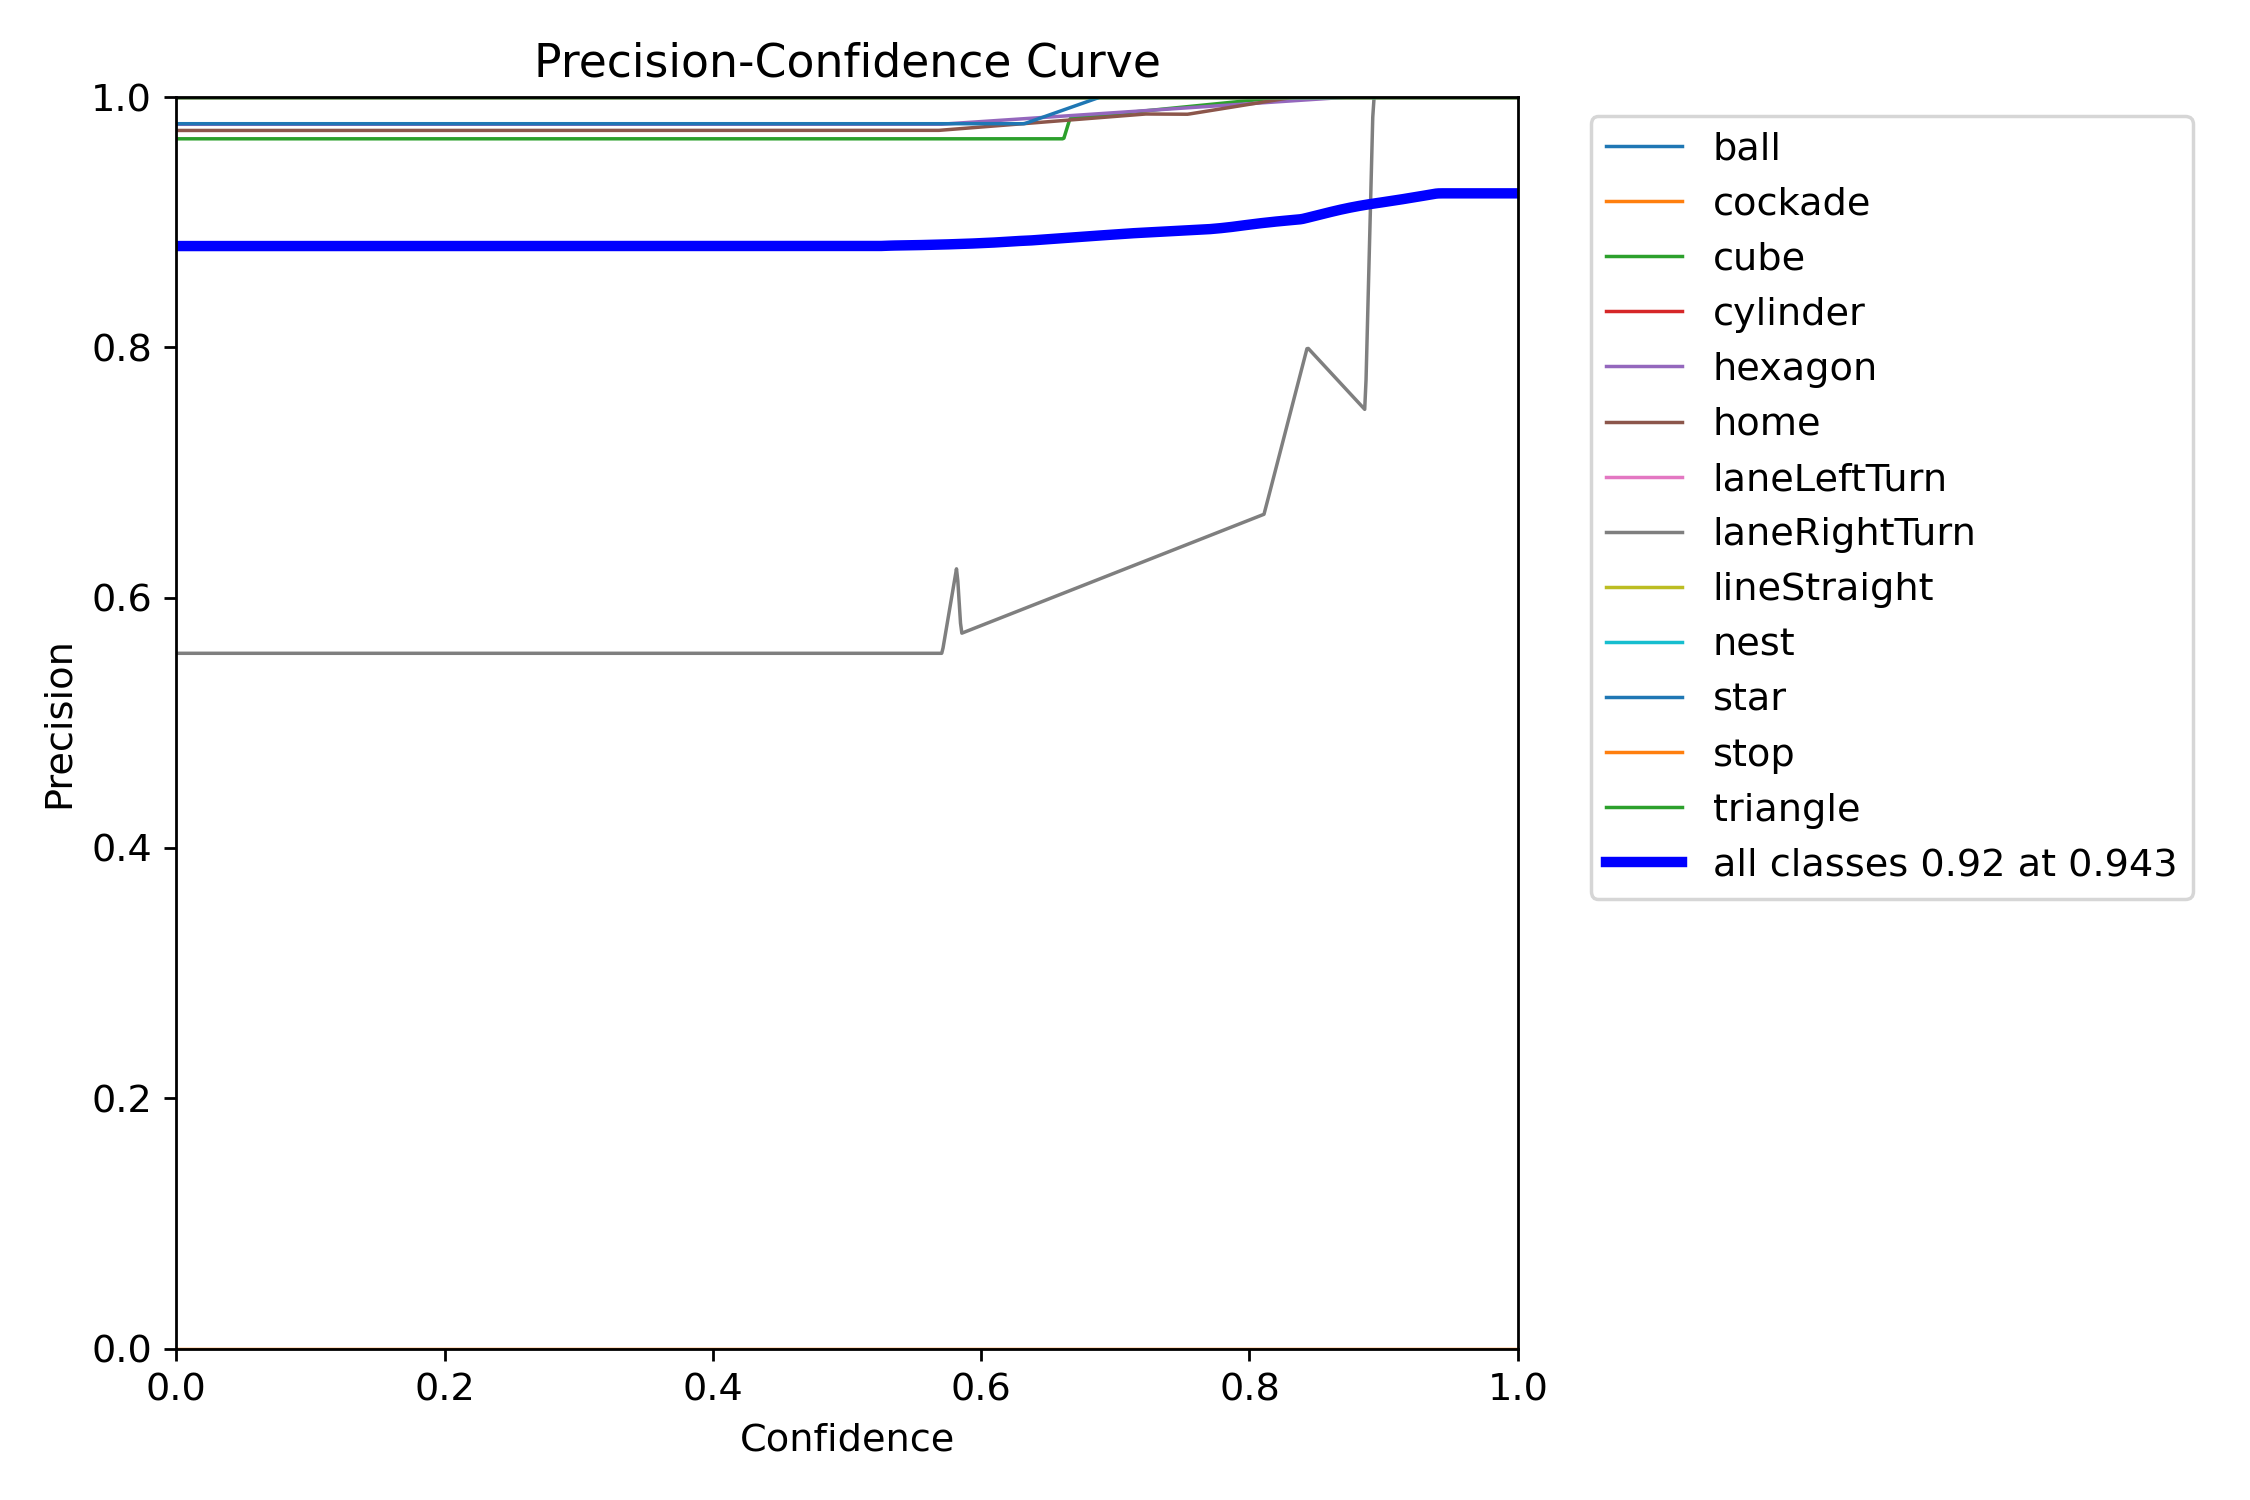 Precision-Confidence Curve
1.0
0.8
0.6
0.4
0.2
0.0
Precision
0.0 0.2 0.4 0.6 0.8 1.0
Confidence
ball
cockade
cube
cylinder
hexagon
home
laneLeftTurn
laneRightTurn
lineStraight
nest
star
stop
triangle
all classes 0.92 at 0.943